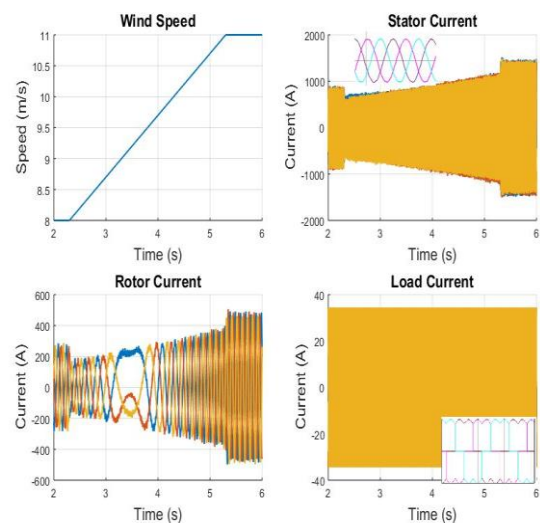 Wind Speed
11
10.5
10
9.5
9
8.5
8
2 3 4 5 6
Speed (m/s)
Time (s)
Stator Current
2000
1000
0
-1000
-2000
2 3 4 5 6
Current (A)
Time (s)
Rotor Current
600
400
200
0
-200
-400
-600
2 3 4 5 6
Current (A)
Time (s)
Load Current
40
20
0
-20
-40
2 3 4 5 6
Current (A)
Time (s)